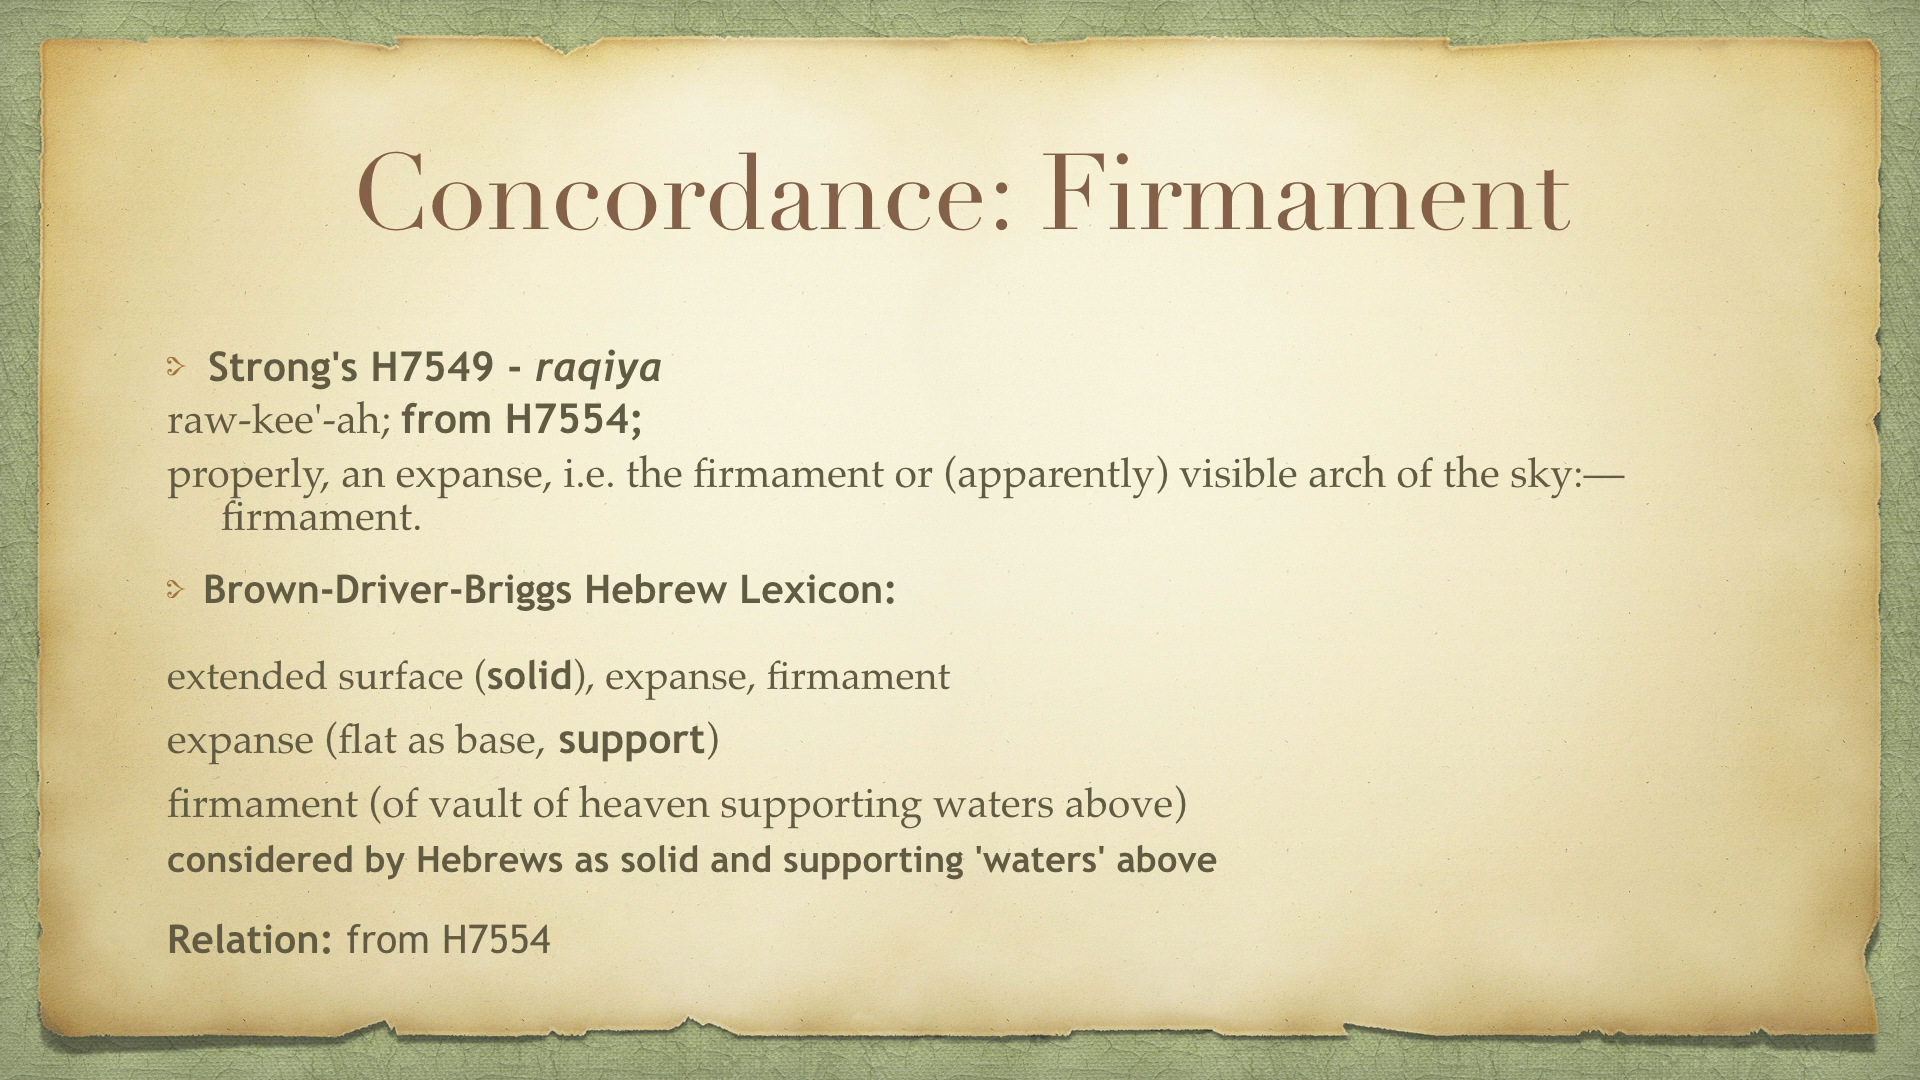 Concordance: Firmament
Strong's H7549 - raqiya
raw-kee'-ah; from H7554;
properly, an expanse, i.e. the firmament or (apparently) visible arch of the sky:—
firmament.
Brown-Driver-Briggs Hebrew Lexicon:
extended surface (solid), expanse, firmament
expanse (flat as base, support)
firmament (of vault of heaven supporting waters above)
considered by Hebrews as solid and supporting 'waters' above
Relation: from H7554